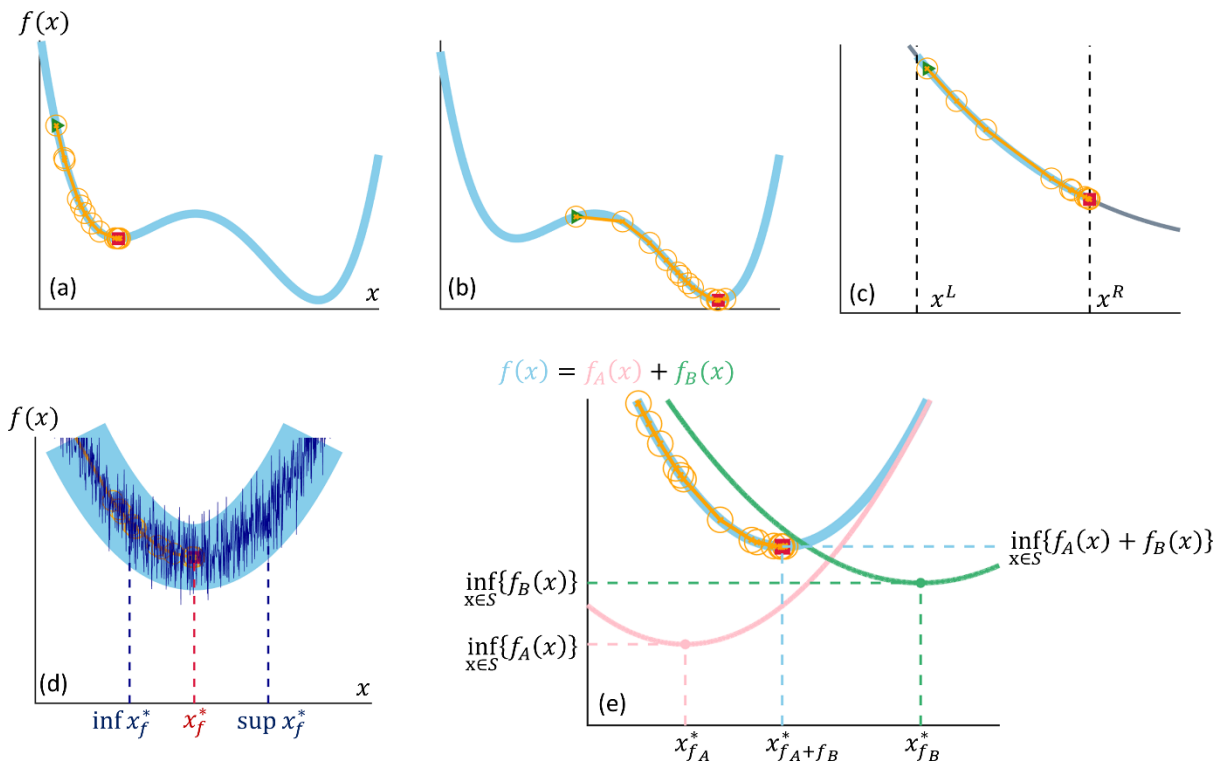 f(x)
(a)
x
(b)
(c)
x^L
x^R
f(x) = f_A(x) + f_B(x)
f(x)
(d)
x
inf x_f^*
x_f^*
sup x_f^*
inf_{x∈S}{f_A(x) + f_B(x)}
inf_{x∈S}{f_B(x)}
inf_{x∈S}{f_A(x)}
(e)
x_{f_A}^*
x_{f_A+f_B}^*
x_{f_B}^*